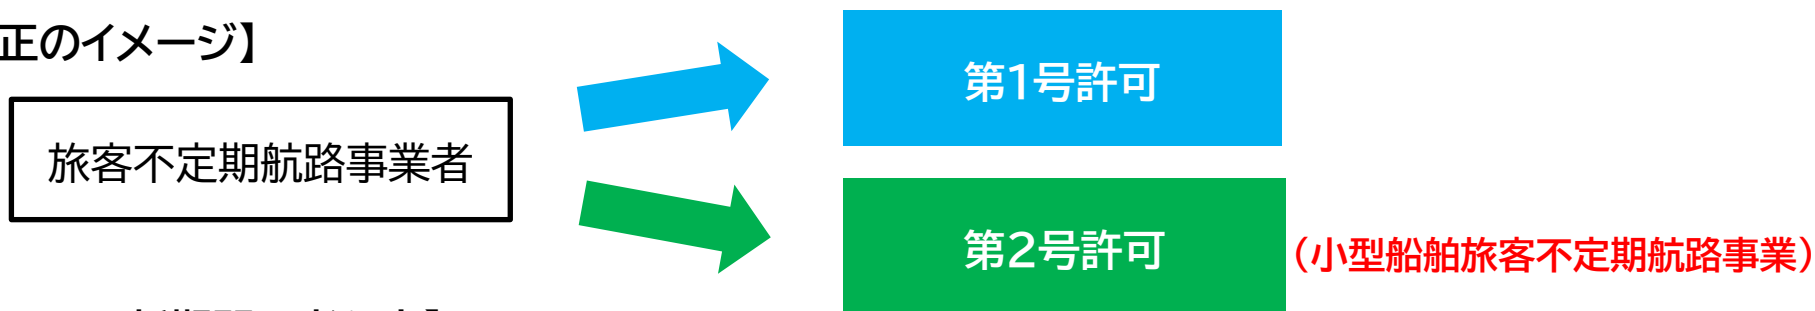 正のイメージ】
第1号許可
旅客不定期航路事業者
第2号許可
(小型船舶旅客不定期航路事業)